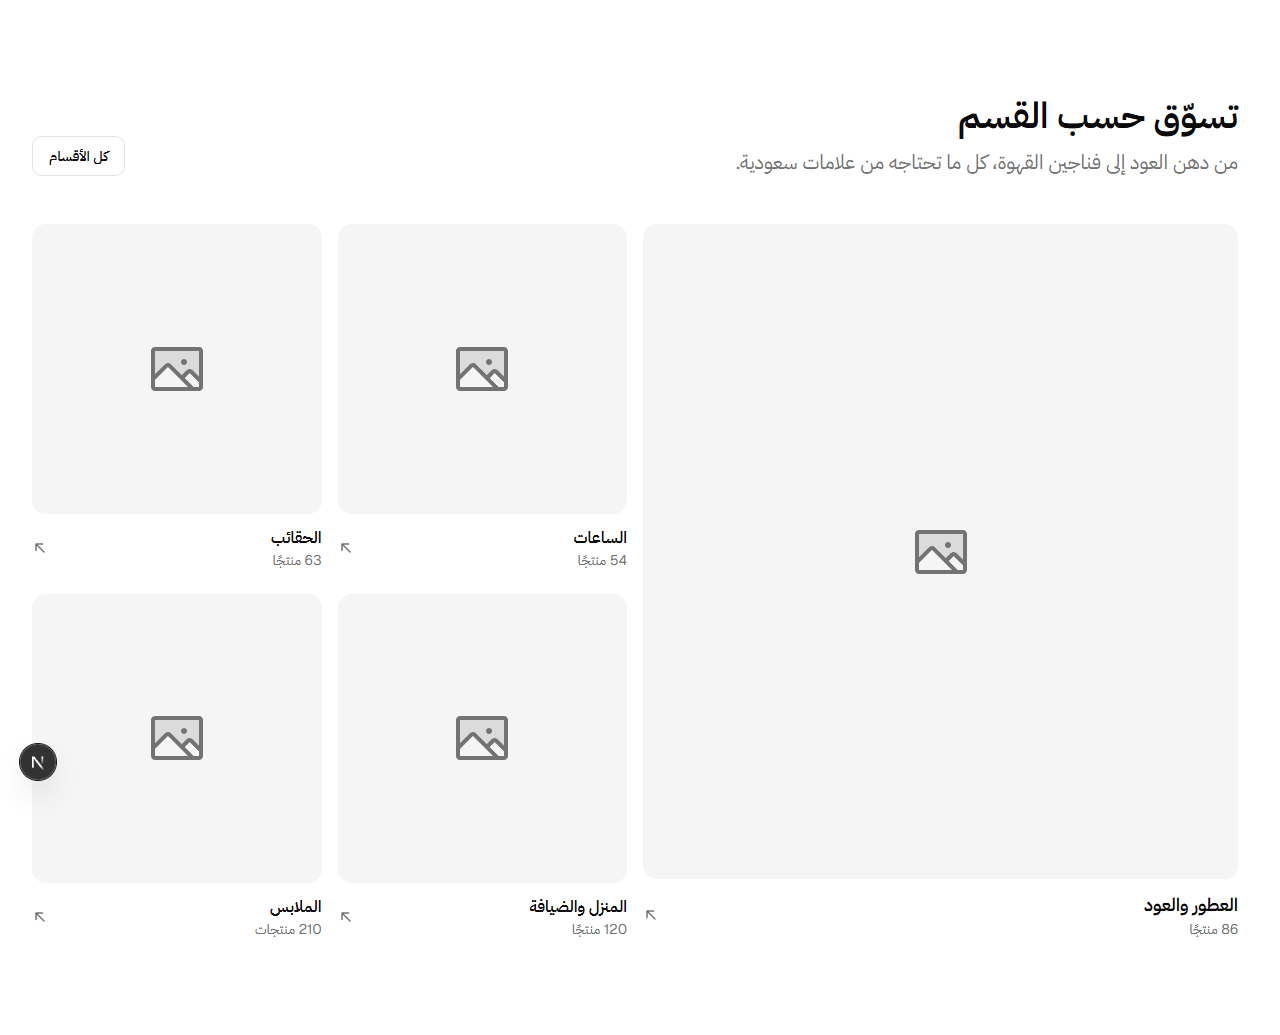 تسوّق حسب القسم
من دهن العود إلى فناجين القهوة، كل ما تحتاجه من علامات سعودية.
كل الأقسام
العطور والعود
86 منتجًا
الساعات
54 منتجًا
الحقائب
63 منتجًا
المنزل والضيافة
120 منتجًا
الملابس
210 منتجات
N